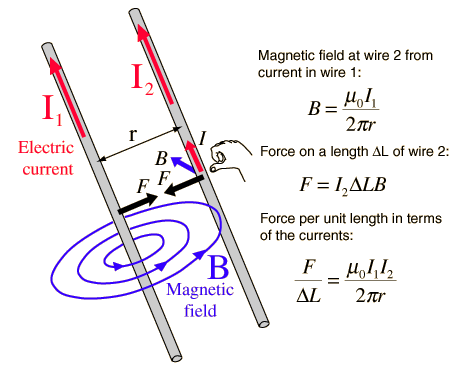 Magnetic field at wire 2 from
current in wire 1:
B = μ₀I₁ / 2πr
Force on a length ΔL of wire 2:
F = I₂ΔLB
Force per unit length in terms
of the currents:
F / ΔL = μ₀I₁I₂ / 2πr
I₁
I₂
Electric
current
r
I
B
F
F
B
Magnetic
field